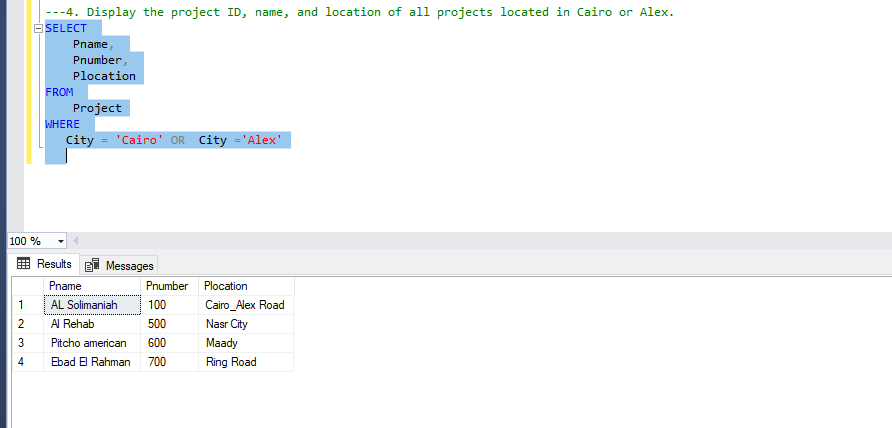 ---4. Display the project ID, name, and location of all projects located in Cairo or Alex.
SELECT
Pname,
Pnumber,
Plocation
FROM
Project
WHERE
City = 'Cairo' OR City ='Alex'
100 %
Results Messages
Pname Pnumber Plocation
1 AL Solimaniah 100 Cairo_Alex Road
2 Al Rehab 500 Nasr City
3 Pitcho american 600 Maady
4 Ebad El Rahman 700 Ring Road